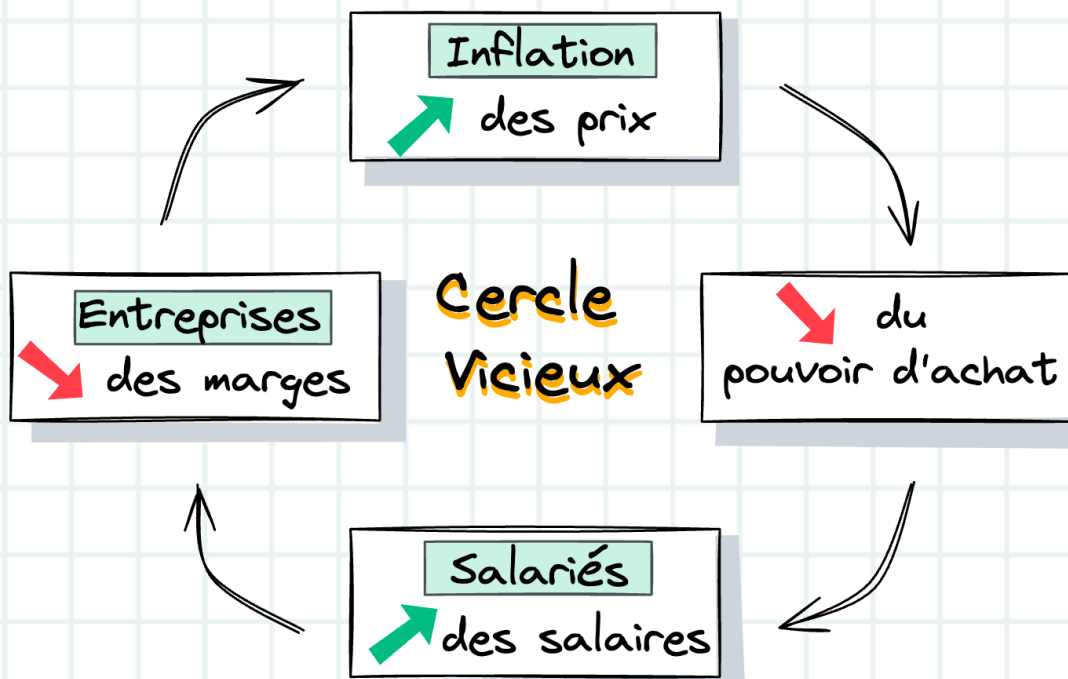 Inflation
des prix
Entreprises
des marges
Cercle
Vicieux
du
pouvoir d'achat
Salariés
des salaires